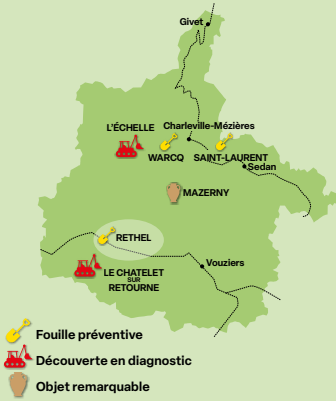 Givet
L'ÉCHELLE
Charleville-Mézières
WARCQ
SAINT-LAURENT
Sedan
MAZERNY
RETHEL
LE CHATELET
SUR
RETOURNE
Vouziers
Fouille préventive
Découverte en diagnostic
Objet remarquable